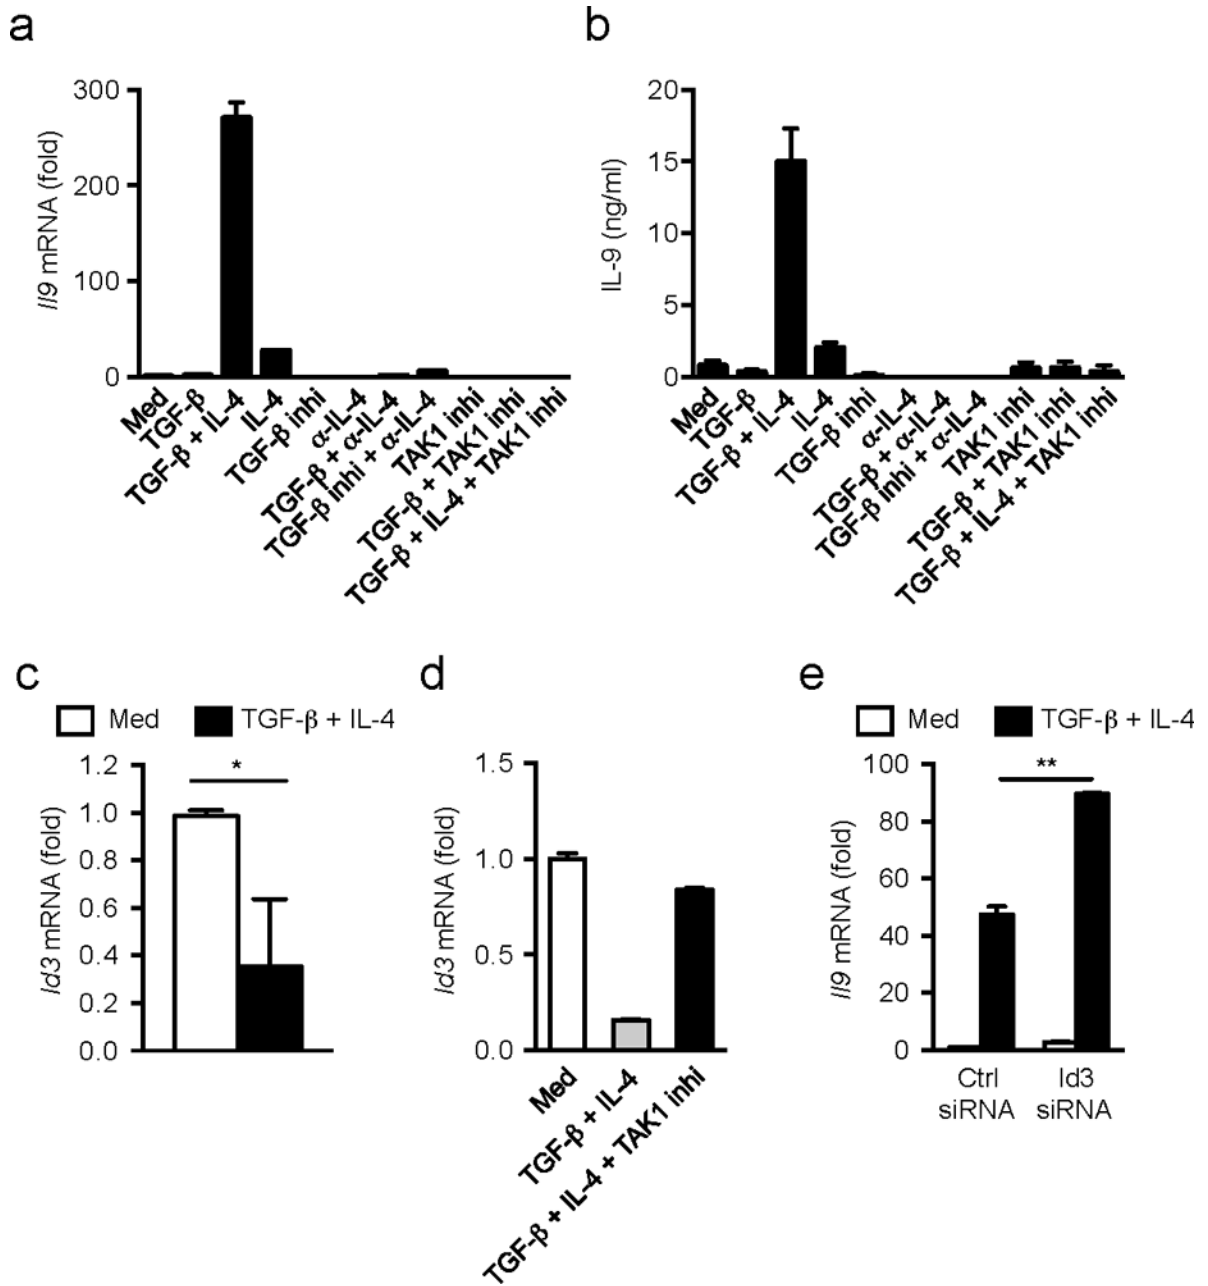 a
Il9 mRNA (fold)
300
200
100
0
Med
TGF-β
TGF-β + IL-4
IL-4
TGF-β inhi
α-IL-4
TGF-β + α-IL-4
TGF-β inhi + α-IL-4
TAK1 inhi
TGF-β + TAK1 inhi
TGF-β + IL-4 + TAK1 inhi
b
IL-9 (ng/ml)
20
15
10
5
0
Med
TGF-β
TGF-β + IL-4
IL-4
TGF-β inhi
α-IL-4
TGF-β + α-IL-4
TGF-β inhi + α-IL-4
TAK1 inhi
TGF-β + TAK1 inhi
TGF-β + IL-4 + TAK1 inhi
c
Med TGF-β + IL-4
Id3 mRNA (fold)
1.2
1.0
0.8
0.6
0.4
0.2
0.0
*
d
Id3 mRNA (fold)
1.5
1.0
0.5
0.0
Med
TGF-β + IL-4
TGF-β + IL-4 + TAK1 inhi
e
Med TGF-β + IL-4
Il9 mRNA (fold)
100
80
60
40
20
0
**
Ctrl siRNA
Id3 siRNA